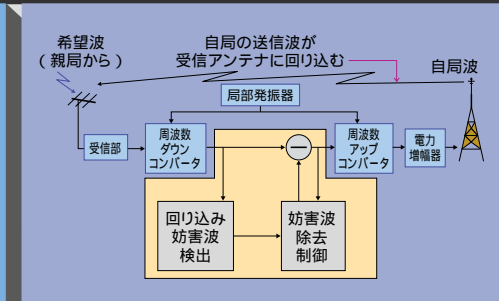 希望波
(親局から)
自局の送信波が
受信アンテナに回り込む
自局波
局部発振器
受信部
周波数
ダウン
コンバータ
周波数
アップ
コンバータ
電力
増幅器
回り込み
妨害波
検出
妨害波
除去
制御